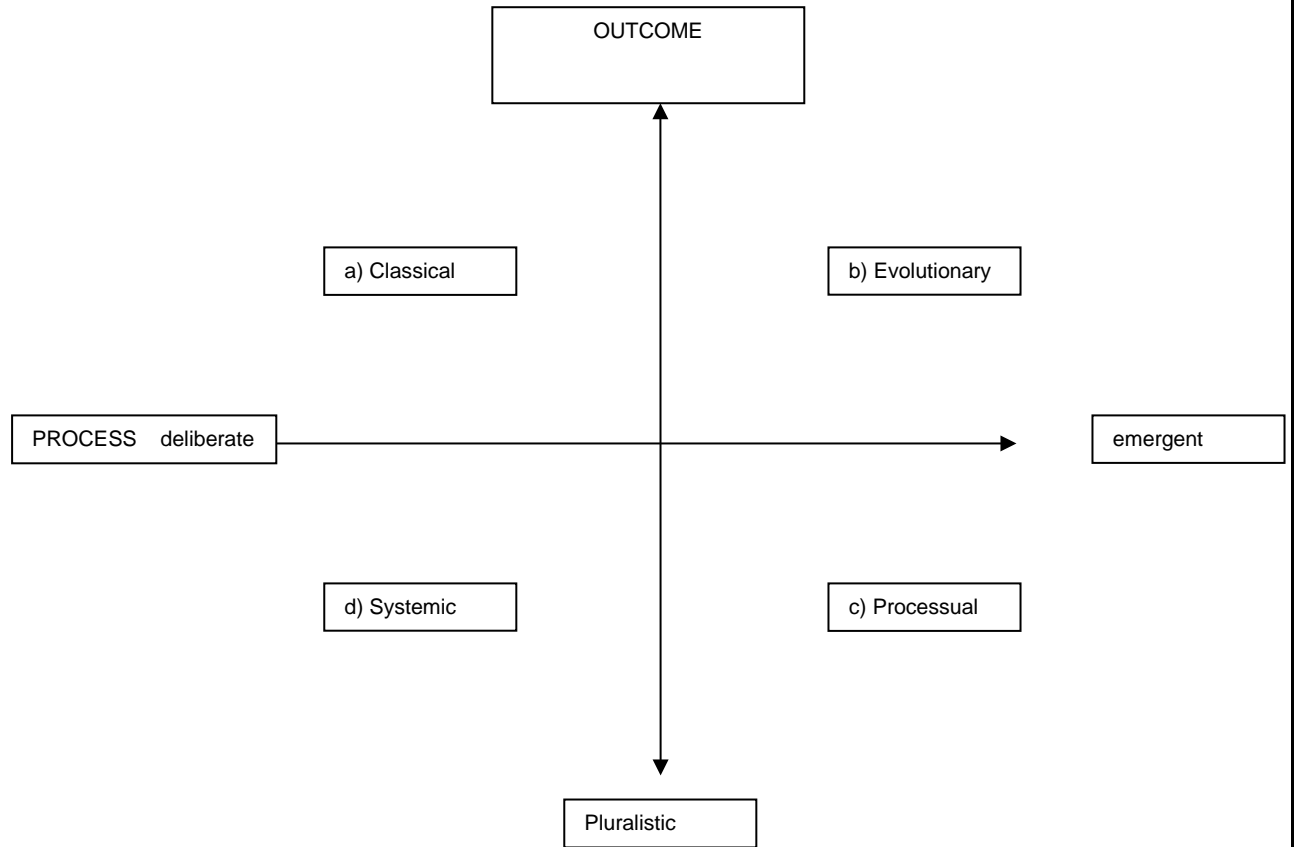 OUTCOME
a) Classical
b) Evolutionary
PROCESS deliberate
emergent
d) Systemic
c) Processual
Pluralistic